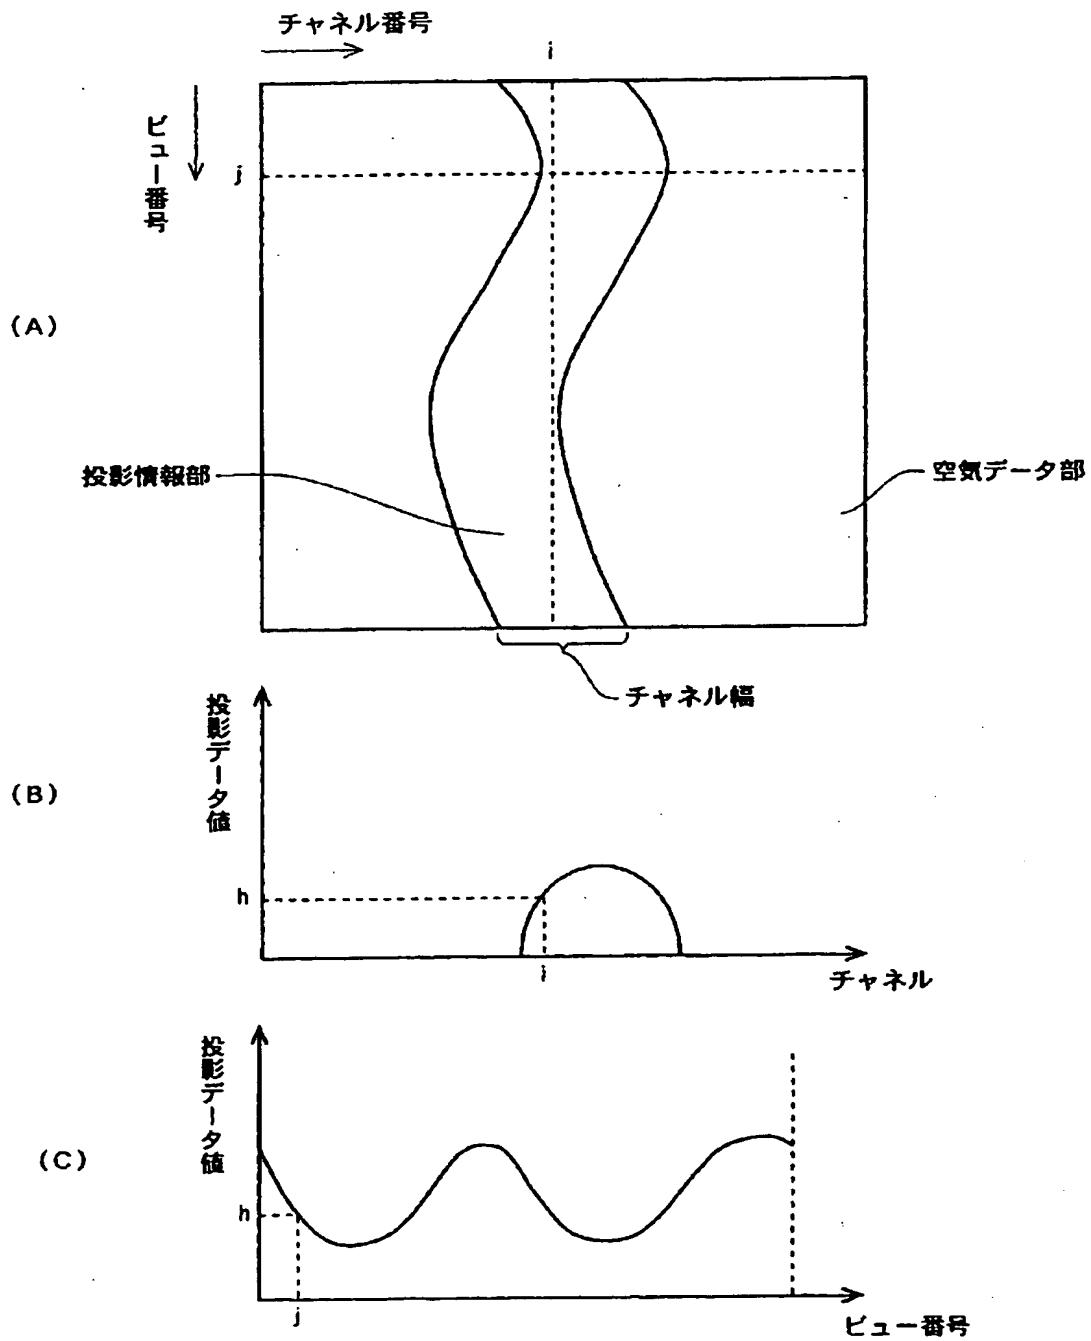 チャネル番号
i
ビュー番号
j
(A)
投影情報部
空気データ部
チャネル幅
投影データ値
(B)
h
i
チャネル
投影データ値
(C)
h
j
ビュー番号